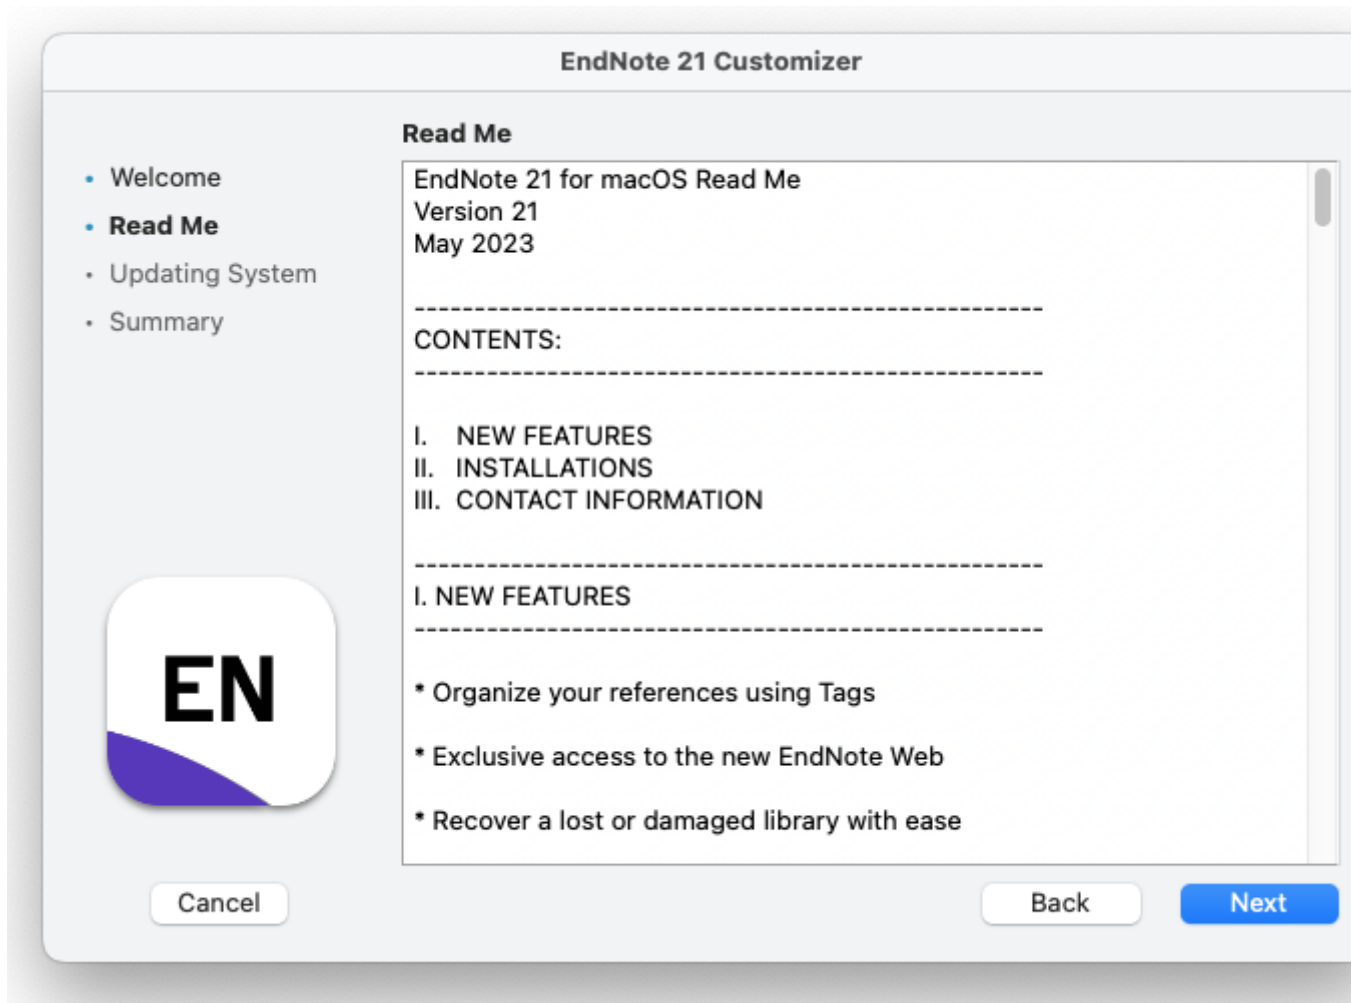 EndNote 21 Customizer
Welcome
Read Me
Updating System
Summary
EN
Read Me
EndNote 21 for macOS Read Me
Version 21
May 2023
----------------------------------------------------
CONTENTS:
----------------------------------------------------
I. NEW FEATURES
II. INSTALLATIONS
III. CONTACT INFORMATION
----------------------------------------------------
I. NEW FEATURES
----------------------------------------------------
* Organize your references using Tags
* Exclusive access to the new EndNote Web
* Recover a lost or damaged library with ease
Cancel
Back
Next